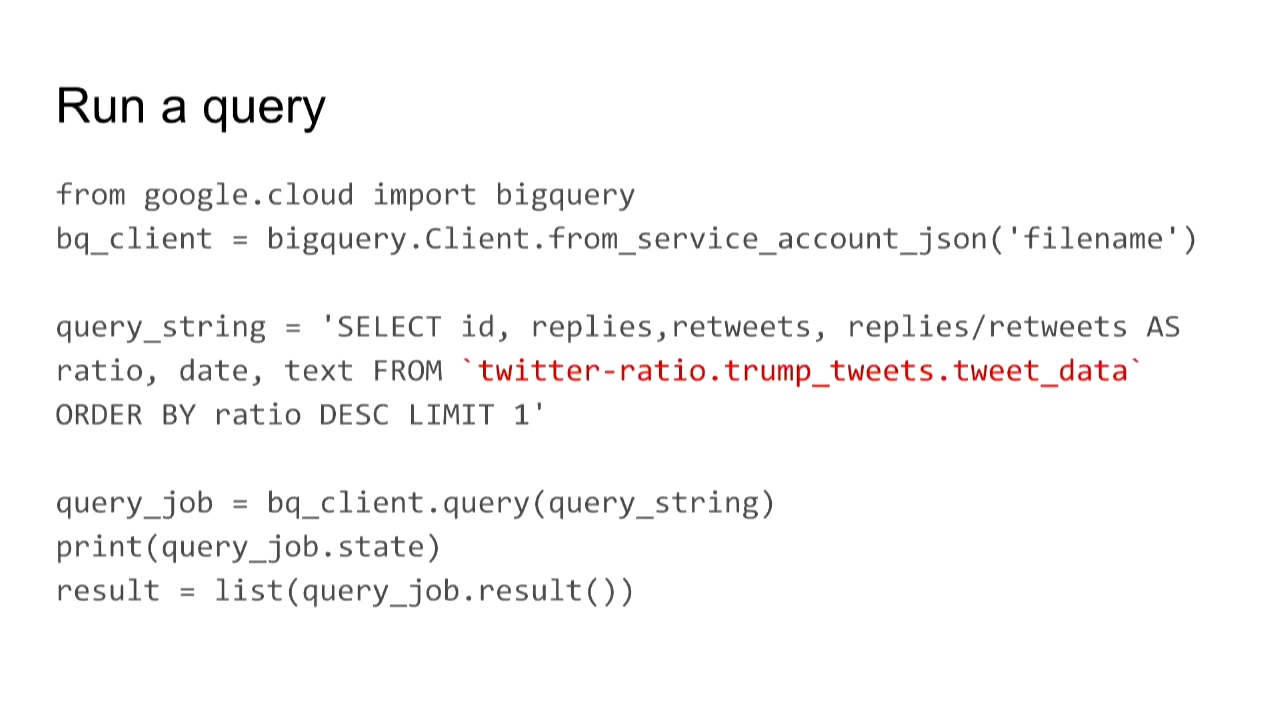 Run a query
from google.cloud import bigquery
bq_client = bigquery.Client.from_service_account_json('filename')
query_string = 'SELECT id, replies,retweets, replies/retweets AS
ratio, date, text FROM `twitter-ratio.trump_tweets.tweet_data`
ORDER BY ratio DESC LIMIT 1'
query_job = bq_client.query(query_string)
print(query_job.state)
result = list(query_job.result())